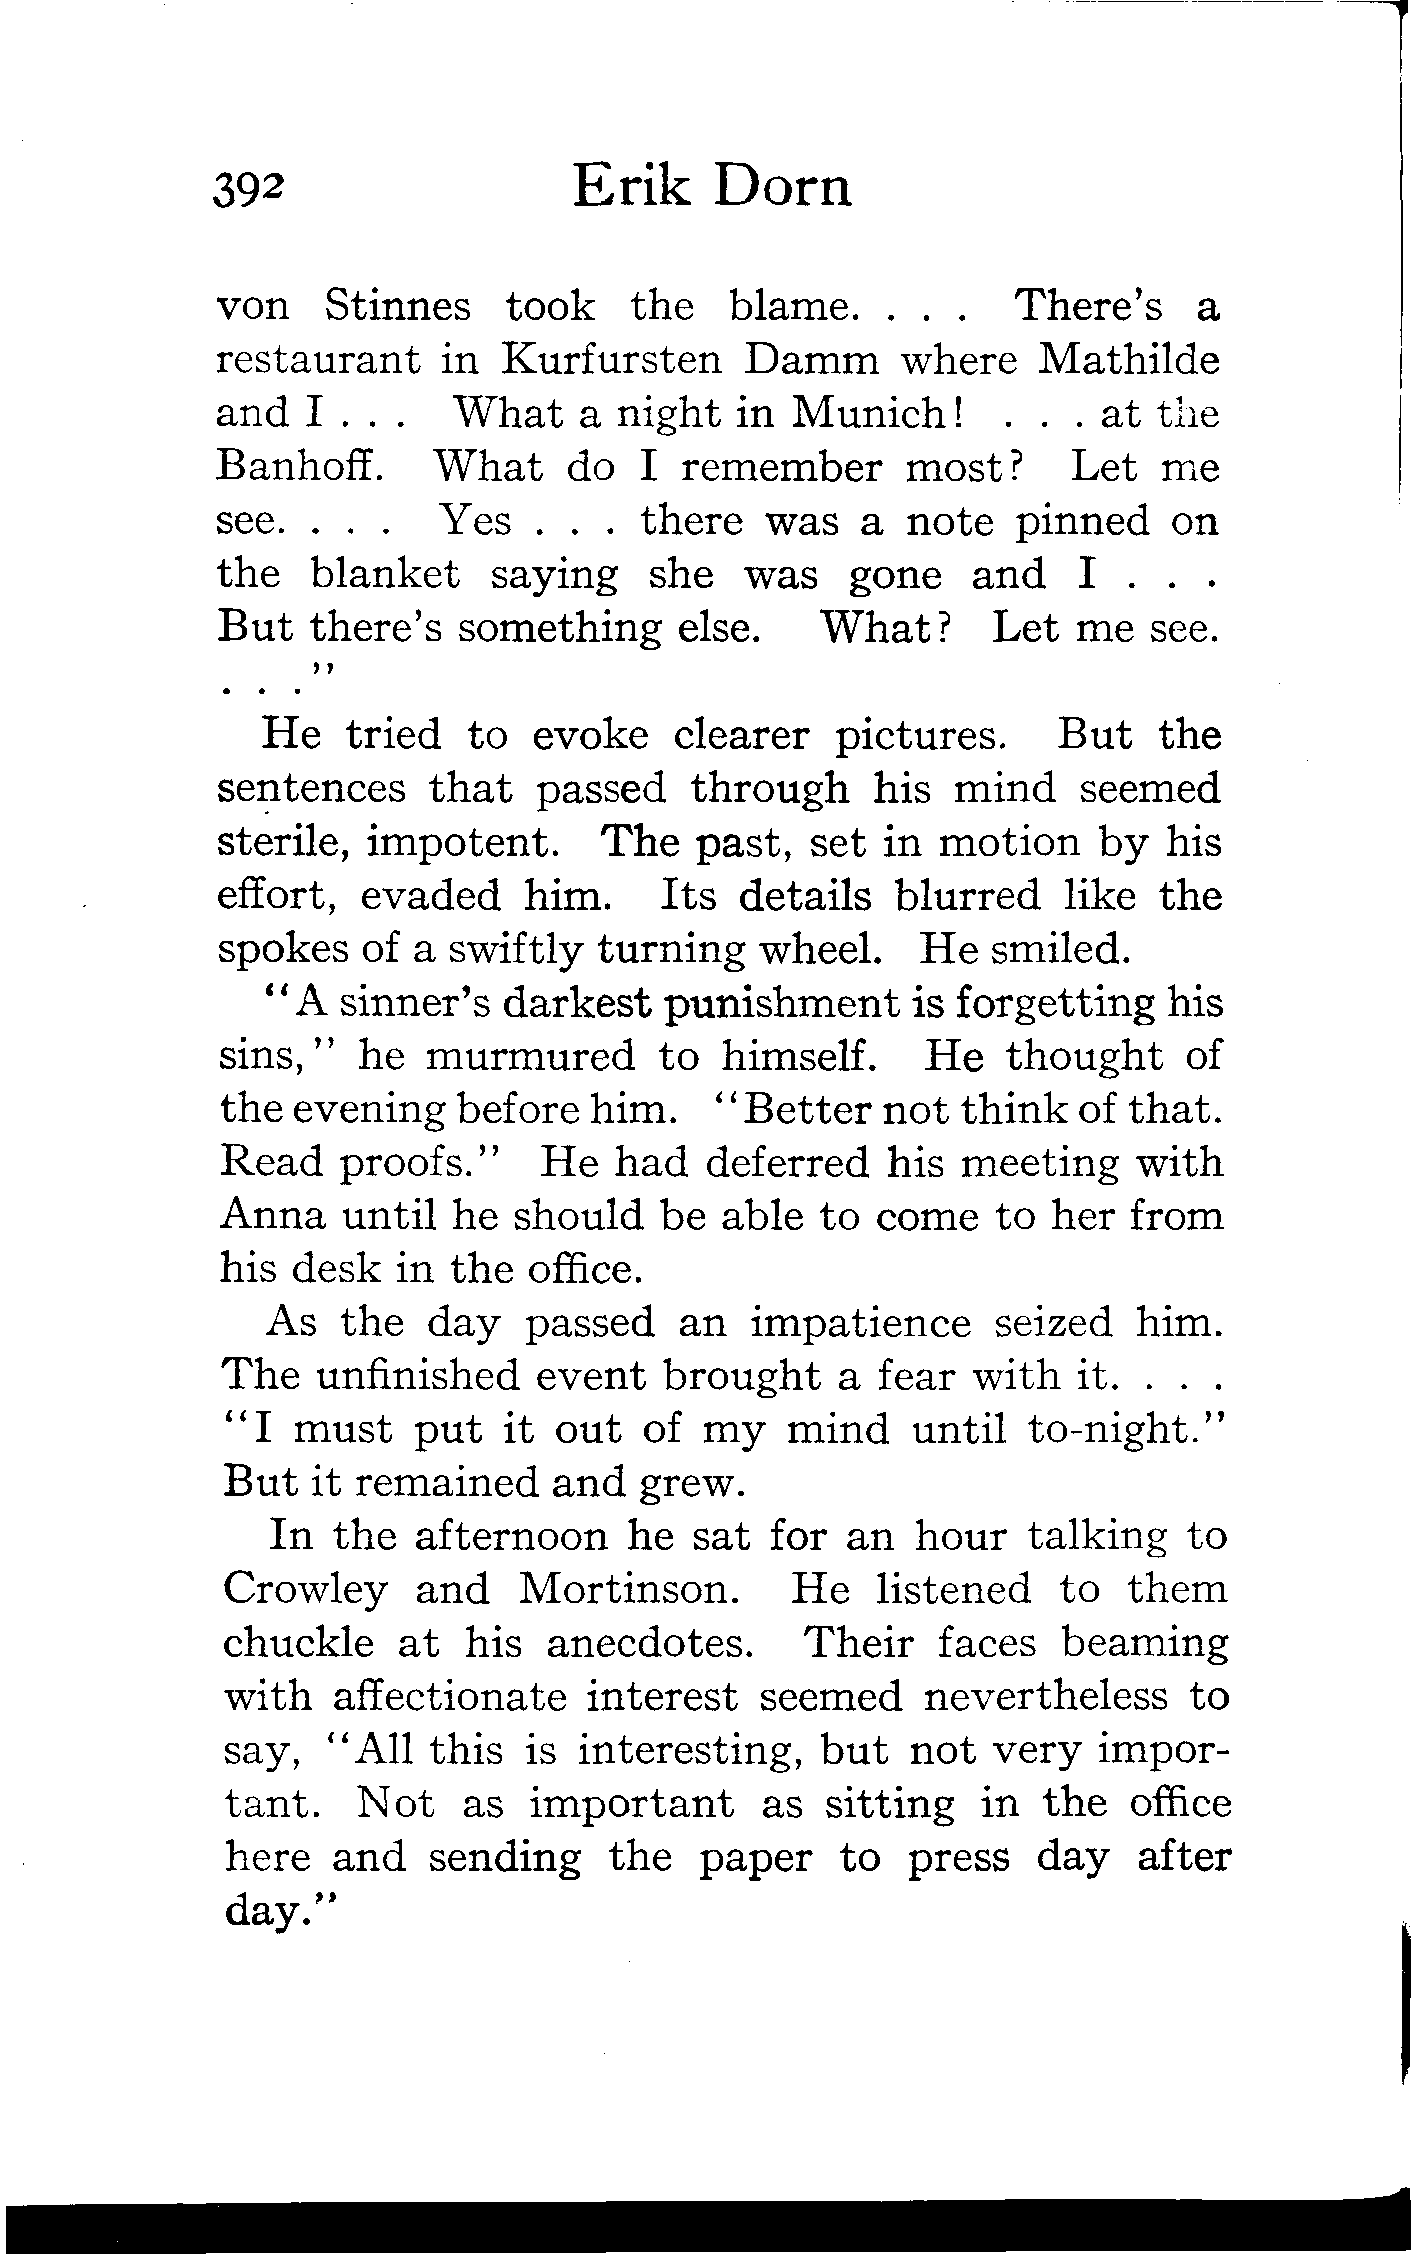 392 Erik Dorn
von Stinnes took the blame. . . . There's a
restaurant in Kurfursten Damm where Mathilde
and I . . . What a night in Munich! . . . at the
Banhoff. What do I remember most? Let me
see. . . . Yes . . . there was a note pinned on
the blanket saying she was gone and I . . .
But there's something else. What? Let me see.
. . ."
He tried to evoke clearer pictures. But the
sentences that passed through his mind seemed
sterile, impotent. The past, set in motion by his
effort, evaded him. Its details blurred like the
spokes of a swiftly turning wheel. He smiled.
"A sinner's darkest punishment is forgetting his
sins," he murmured to himself. He thought of
the evening before him. "Better not think of that.
Read proofs." He had deferred his meeting with
Anna until he should be able to come to her from
his desk in the office.
As the day passed an impatience seized him.
The unfinished event brought a fear with it. . . .
"I must put it out of my mind until to-night."
But it remained and grew.
In the afternoon he sat for an hour talking to
Crowley and Mortinson. He listened to them
chuckle at his anecdotes. Their faces beaming
with affectionate interest seemed nevertheless to
say, "All this is interesting, but not very impor-
tant. Not as important as sitting in the office
here and sending the paper to press day after
day."